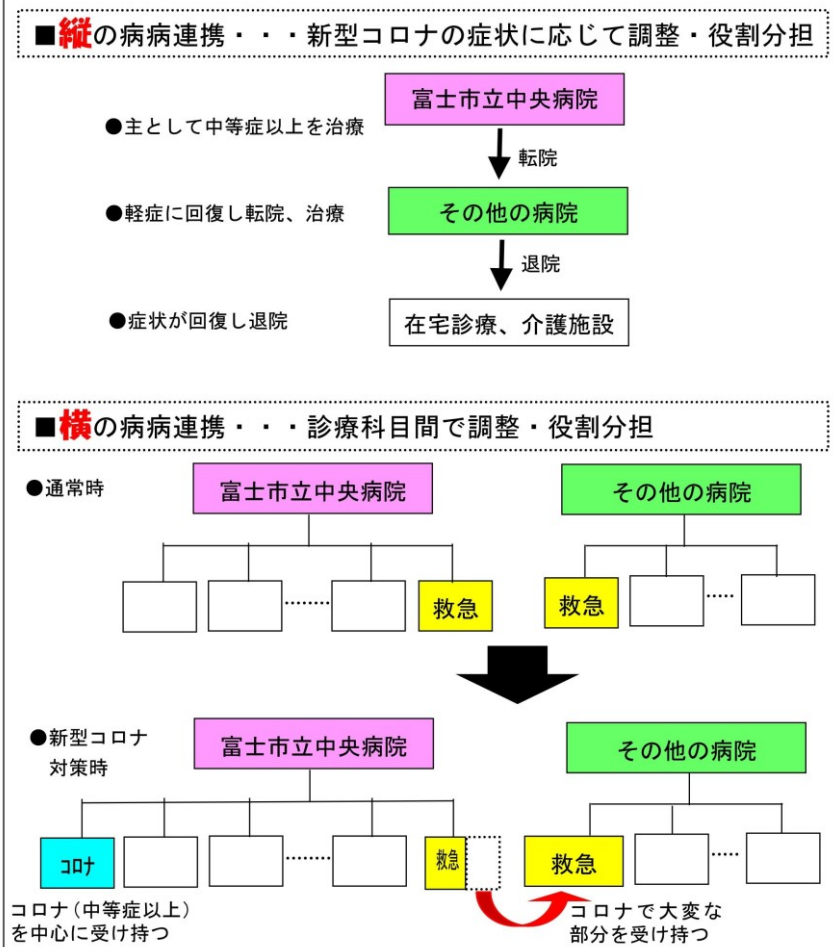 ■縦の病病連携・・・新型コロナの症状に応じて調整・役割分担
富士市立中央病院
●主として中等症以上を治療
転院
●軽症に回復し転院、治療
その他の病院
退院
●症状が回復し退院
在宅診療、介護施設
■横の病病連携・・・診療科目間で調整・役割分担
●通常時
富士市立中央病院
その他の病院
救急
救急
●新型コロナ
対策時
富士市立中央病院
その他の病院
コロナ
救急
救急
コロナ(中等症以上)
を中心に受け持つ
コロナで大変な
部分を受け持つ